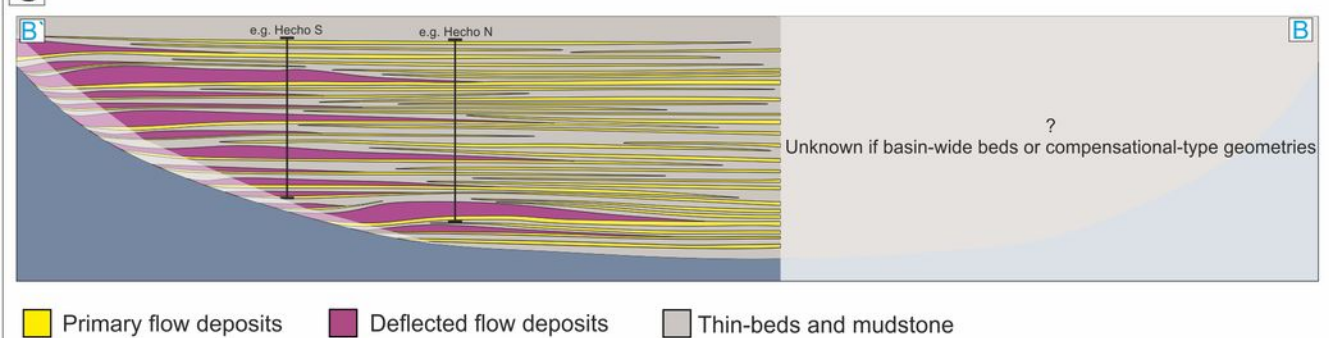 B` B
e.g. Hecho S e.g. Hecho N
?
Unknown if basin-wide beds or compensational-type geometries
Primary flow deposits Deflected flow deposits Thin-beds and mudstone